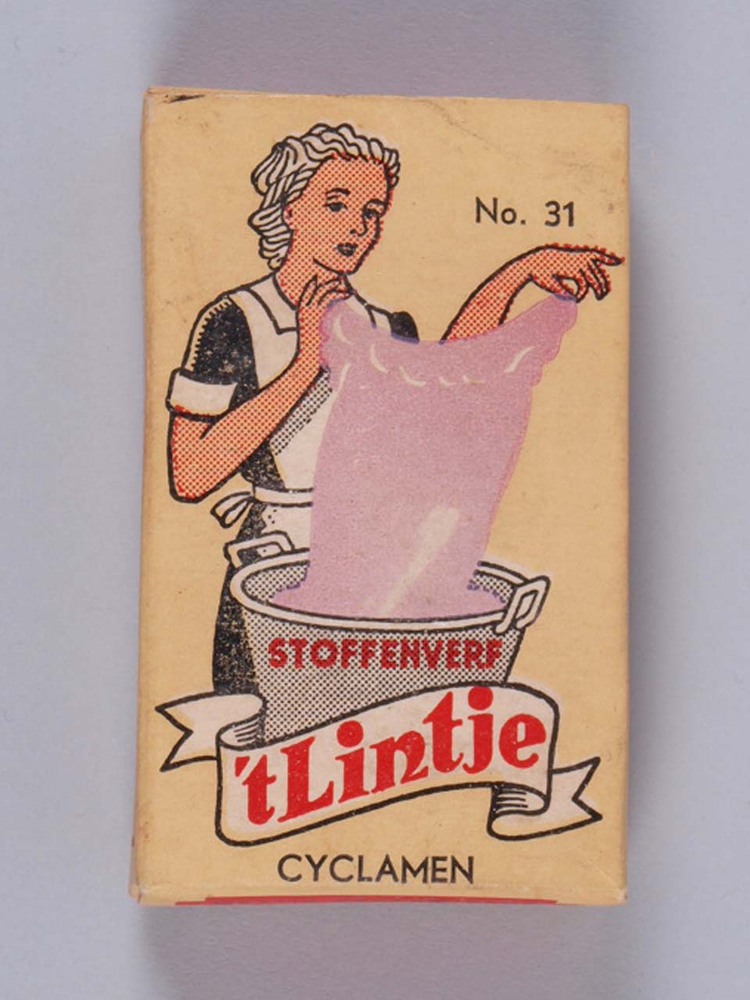 No. 31
STOFFENVERF
'tLintje
CYCLAMEN